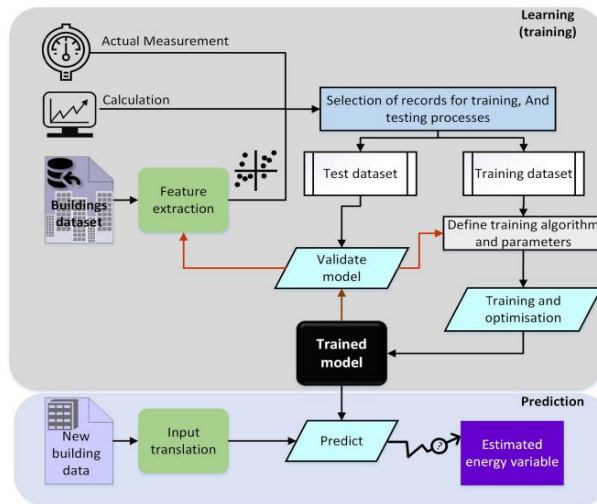 Learning
(training)
Actual Measurement
Calculation
Selection of records for training, And
testing processes
Test dataset
Training dataset
Buildings
dataset
Feature
extraction
Define training algorithm
and parameters
Validate
model
Training and
optimisation
Trained
model
Prediction
New
building
data
Input
translation
Predict
?
Estimated
energy variable